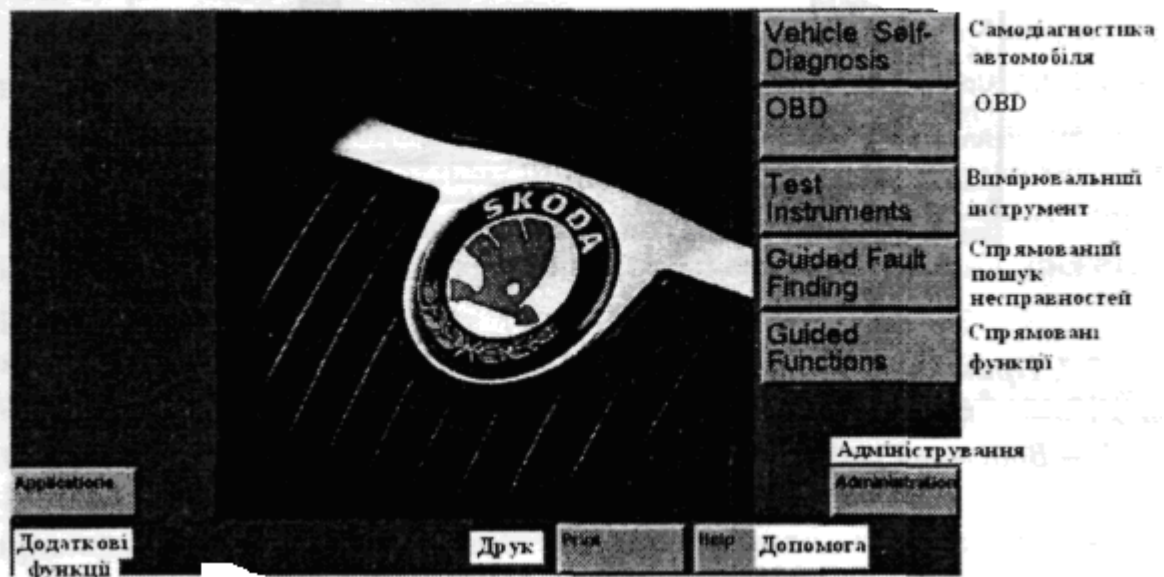 Vehicle Self-
Diagnosis
Самодіагностика
автомобіля
OBD
OBD
Test
Instruments
Вимірювальний
інструмент
Guided Fault
Finding
Спрямований
пошук
несправностей
Guided
Functions
Спрямовані
функції
SKODA
Адміністрування
Applications
Administration
Додаткові
функції
Друк
Print
Help
Допомога